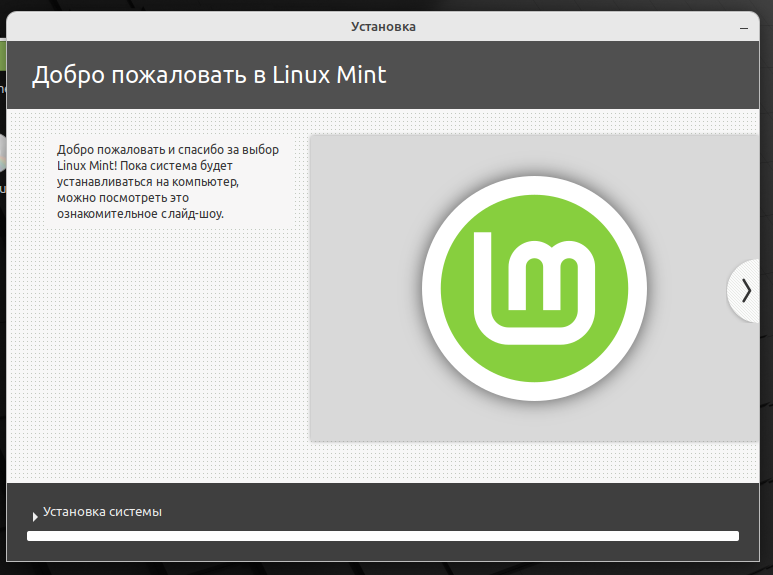 Установка
Добро пожаловать в Linux Mint
Добро пожаловать и спасибо за выбор
Linux Mint! Пока система будет
устанавливаться на компьютер,
можно посмотреть это
ознакомительное слайд-шоу.
Установка системы